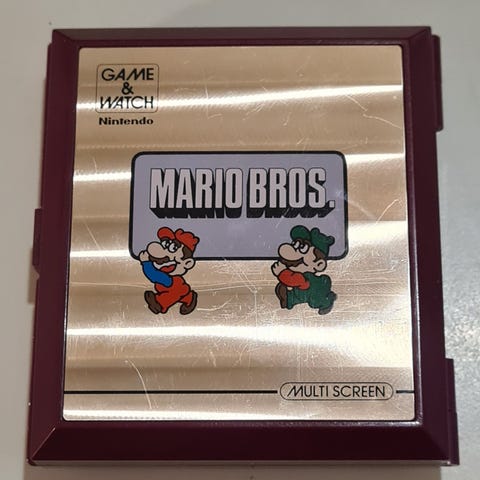 GAME
&
WATCH
Nintendo
MARIO BROS.
MULTI SCREEN